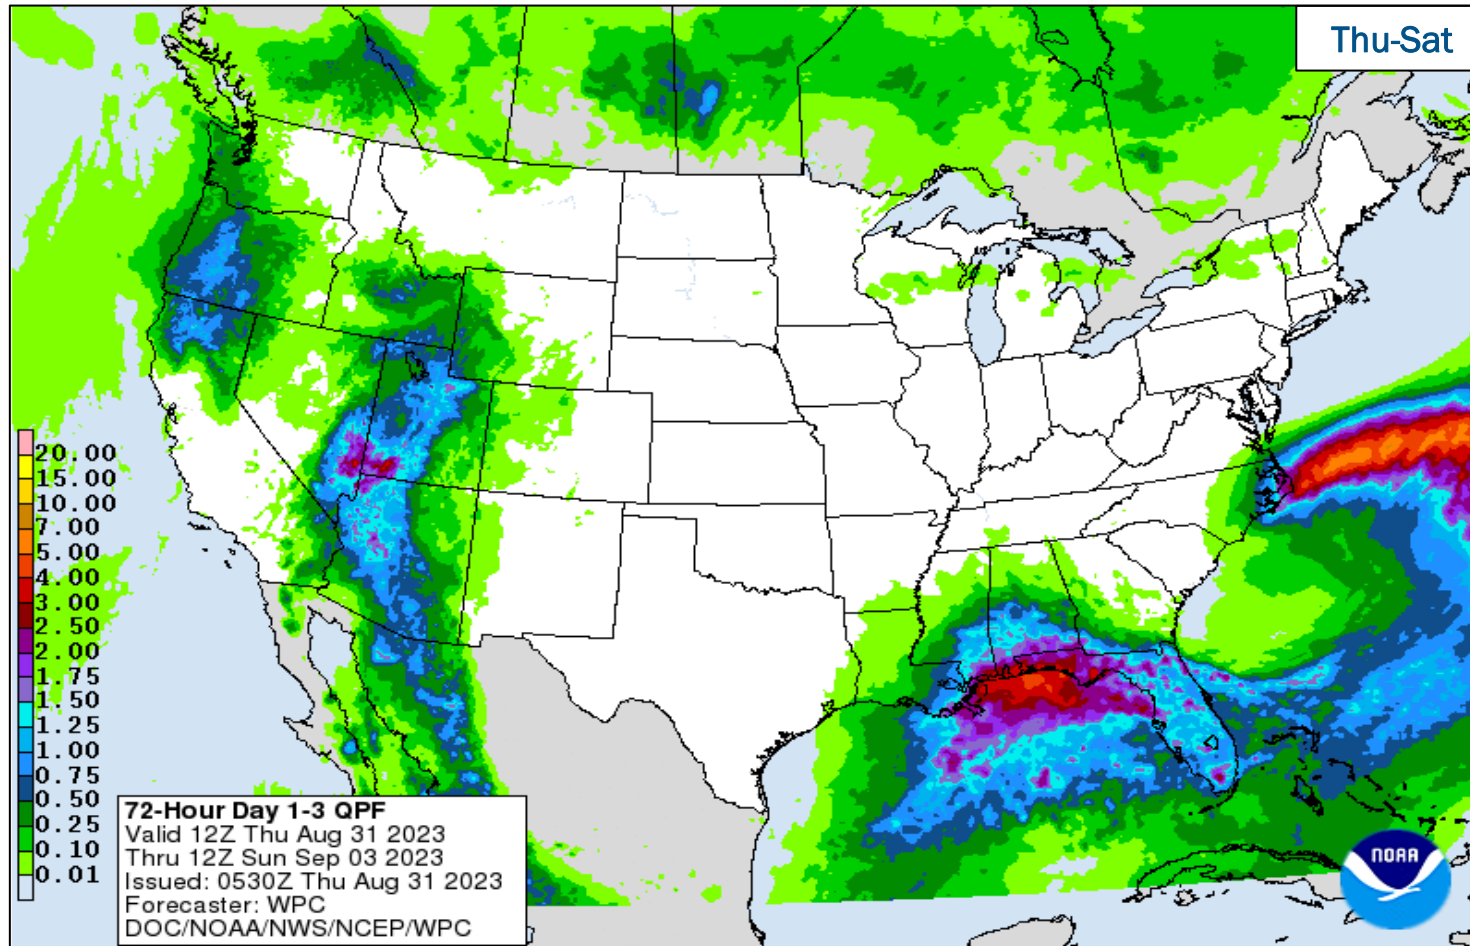 Thu-Sat
20.00
15.00
10.00
7.00
5.00
4.00
3.00
2.50
2.00
1.75
1.50
1.25
1.00
0.75
0.50
0.25
0.10
0.01
72-Hour Day 1-3 QPF
Valid 12Z Thu Aug 31 2023
Thru 12Z Sun Sep 03 2023
Issued: 0530Z Thu Aug 31 2023
Forecaster: WPC
DOC/NOAA/NWS/NCEP/WPC
NOAA